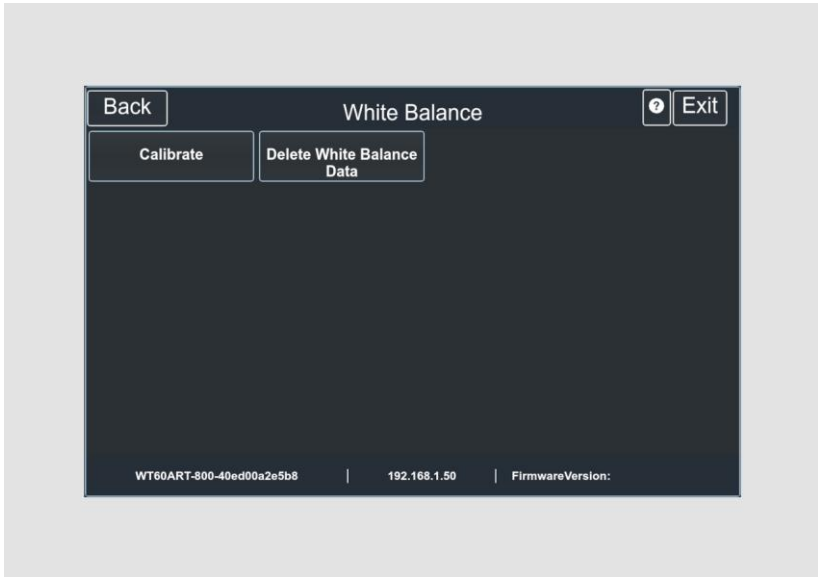 Back White Balance ? Exit
Calibrate Delete White Balance
Data
WT60ART-800-40ed00a2e5b8 | 192.168.1.50 | FirmwareVersion: